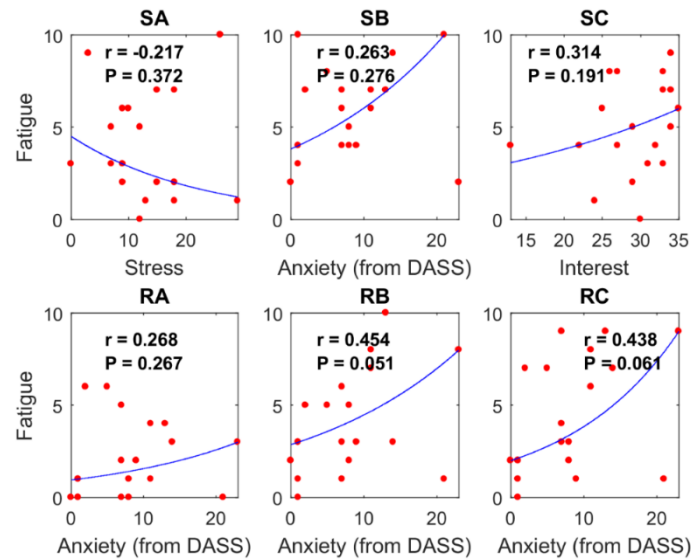 SA
SB
SC
r = -0.217
P = 0.372
r = 0.263
P = 0.276
r = 0.314
P = 0.191
Fatigue
10
5
0
10
5
0
10
5
0
0 10 20
0 10 20
15 20 25 30 35
Stress
Anxiety (from DASS)
Interest
RA
RB
RC
r = 0.268
P = 0.267
r = 0.454
P = 0.051
r = 0.438
P = 0.061
Fatigue
10
5
0
10
5
0
10
5
0
0 10 20
0 10 20
0 10 20
Anxiety (from DASS)
Anxiety (from DASS)
Anxiety (from DASS)